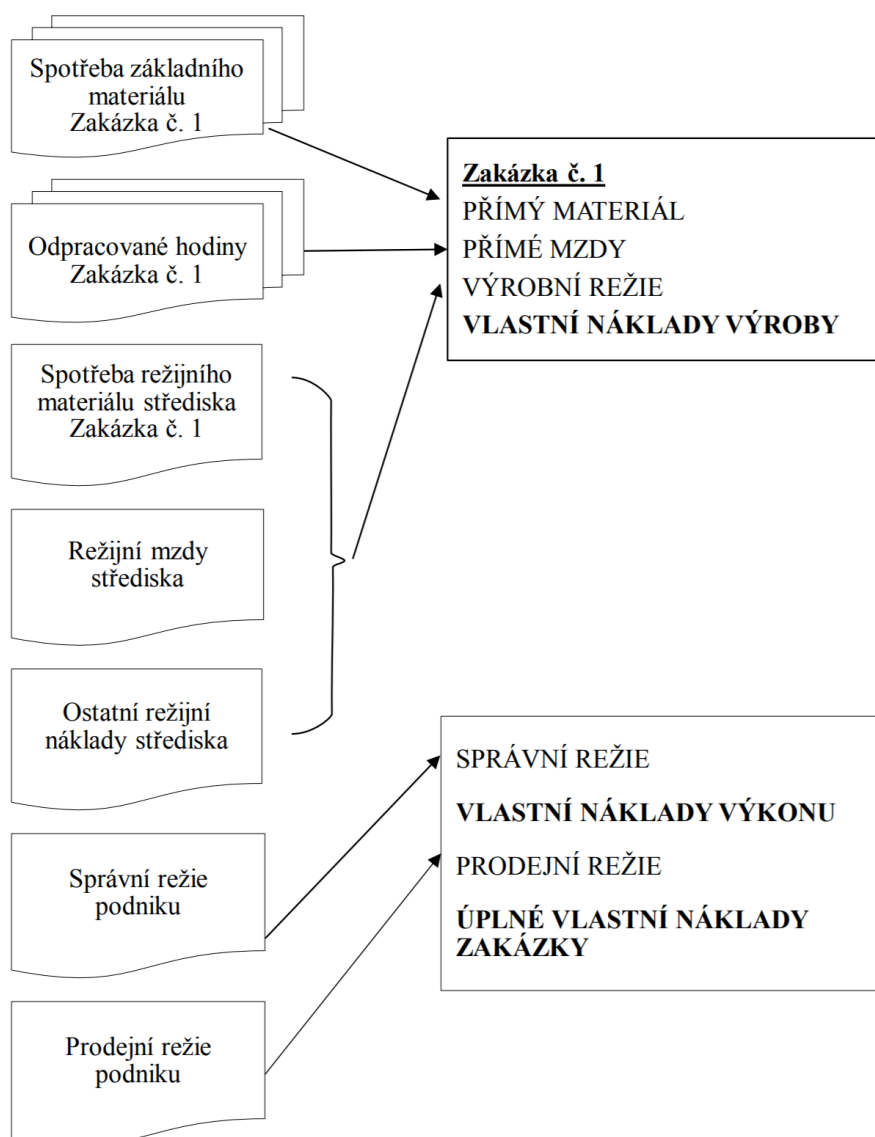 Spotřeba základního
materiálu
Zakázka č. 1
Odpracované hodiny
Zakázka č. 1
Spotřeba režijního
materiálu střediska
Zakázka č. 1
Režijní mzdy
střediska
Ostatní režijní
náklady střediska
Správní režie
podniku
Prodejní režie
podniku
Zakázka č. 1
PŘÍMÝ MATERIÁL
PŘÍMÉ MZDY
VÝROBNÍ REŽIE
VLASTNÍ NÁKLADY VÝROBY
SPRÁVNÍ REŽIE
VLASTNÍ NÁKLADY VÝKONU
PRODEJNÍ REŽIE
ÚPLNÉ VLASTNÍ NÁKLADY
ZAKÁZKY